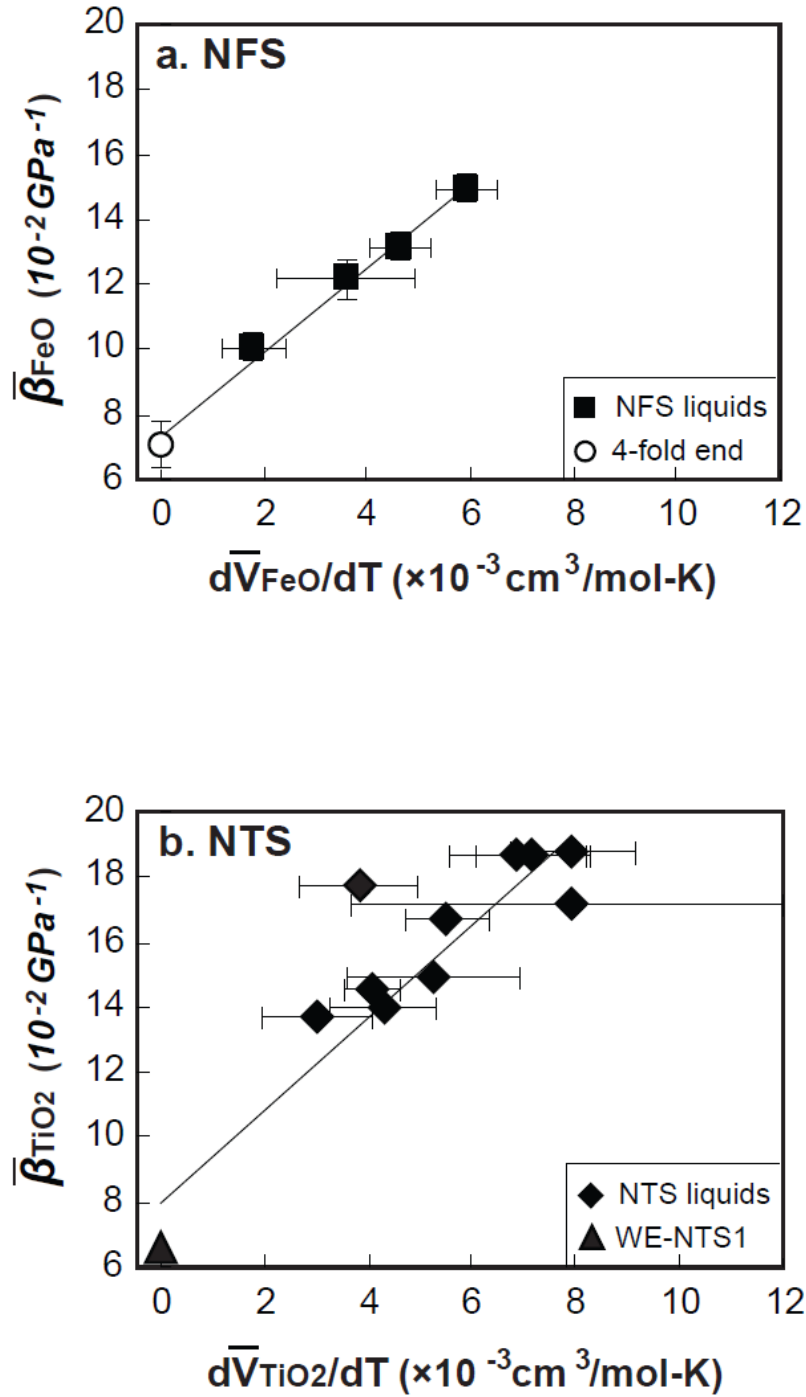 a. NFS
20
18
16
14
12
10
8
6
β̅FeO (10⁻² GPa⁻¹)
NFS liquids
4-fold end
0 2 4 6 8 10 12
dV̅FeO/dT (×10⁻³ cm³/mol-K)
b. NTS
20
18
16
14
12
10
8
6
β̅TiO2 (10⁻² GPa⁻¹)
NTS liquids
WE-NTS1
0 2 4 6 8 10 12
dV̅TiO2/dT (×10⁻³cm³/mol-K)